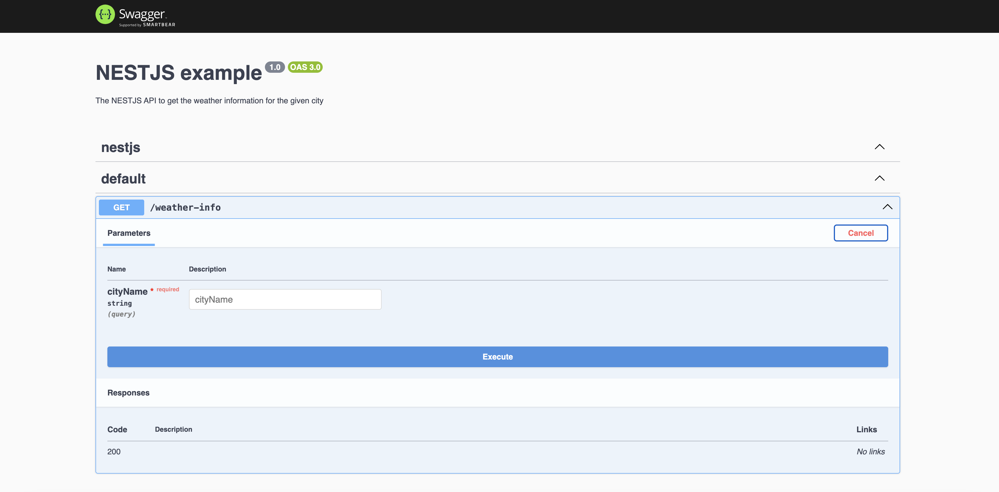 {···} Swagger™
Supported by SMARTBEAR
NESTJS example 1.0 OAS 3.0
The NESTJS API to get the weather information for the given city
nestjs
default
GET /weather-info
Parameters Cancel
Name Description
cityName * required
string
(query)
cityName
Execute
Responses
Code Description Links
200 No links